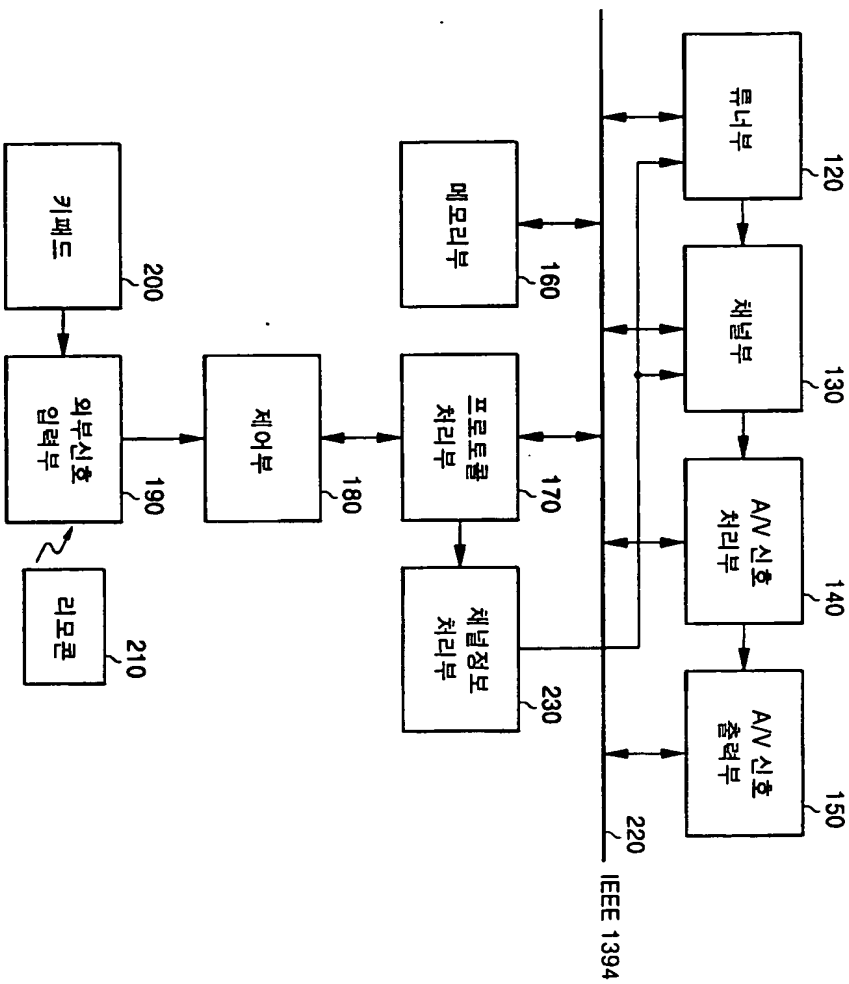 튜너부
120
채널부
130
A/V 신호
처리부
140
A/V 신호
출력부
150
220
IEEE 1394
메모리부
160
프로토콜
처리부
170
채널정보
처리부
230
제어부
180
키패드
200
외부신호
입력부
190
리모콘
210